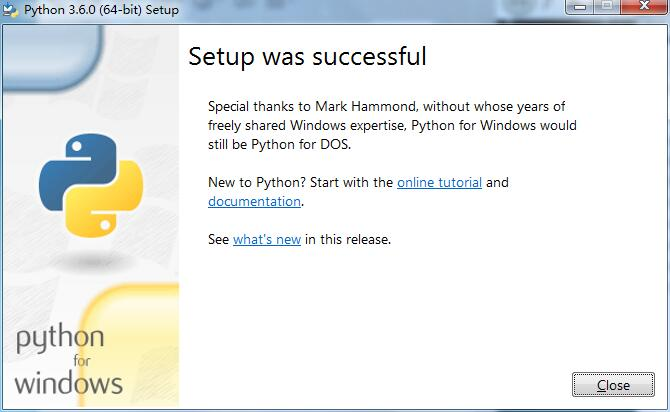 Python 3.6.0 (64-bit) Setup
Setup was successful
Special thanks to Mark Hammond, without whose years of
freely shared Windows expertise, Python for Windows would
still be Python for DOS.
New to Python? Start with the online tutorial and
documentation.
See what's new in this release.
python
for
windows
Close